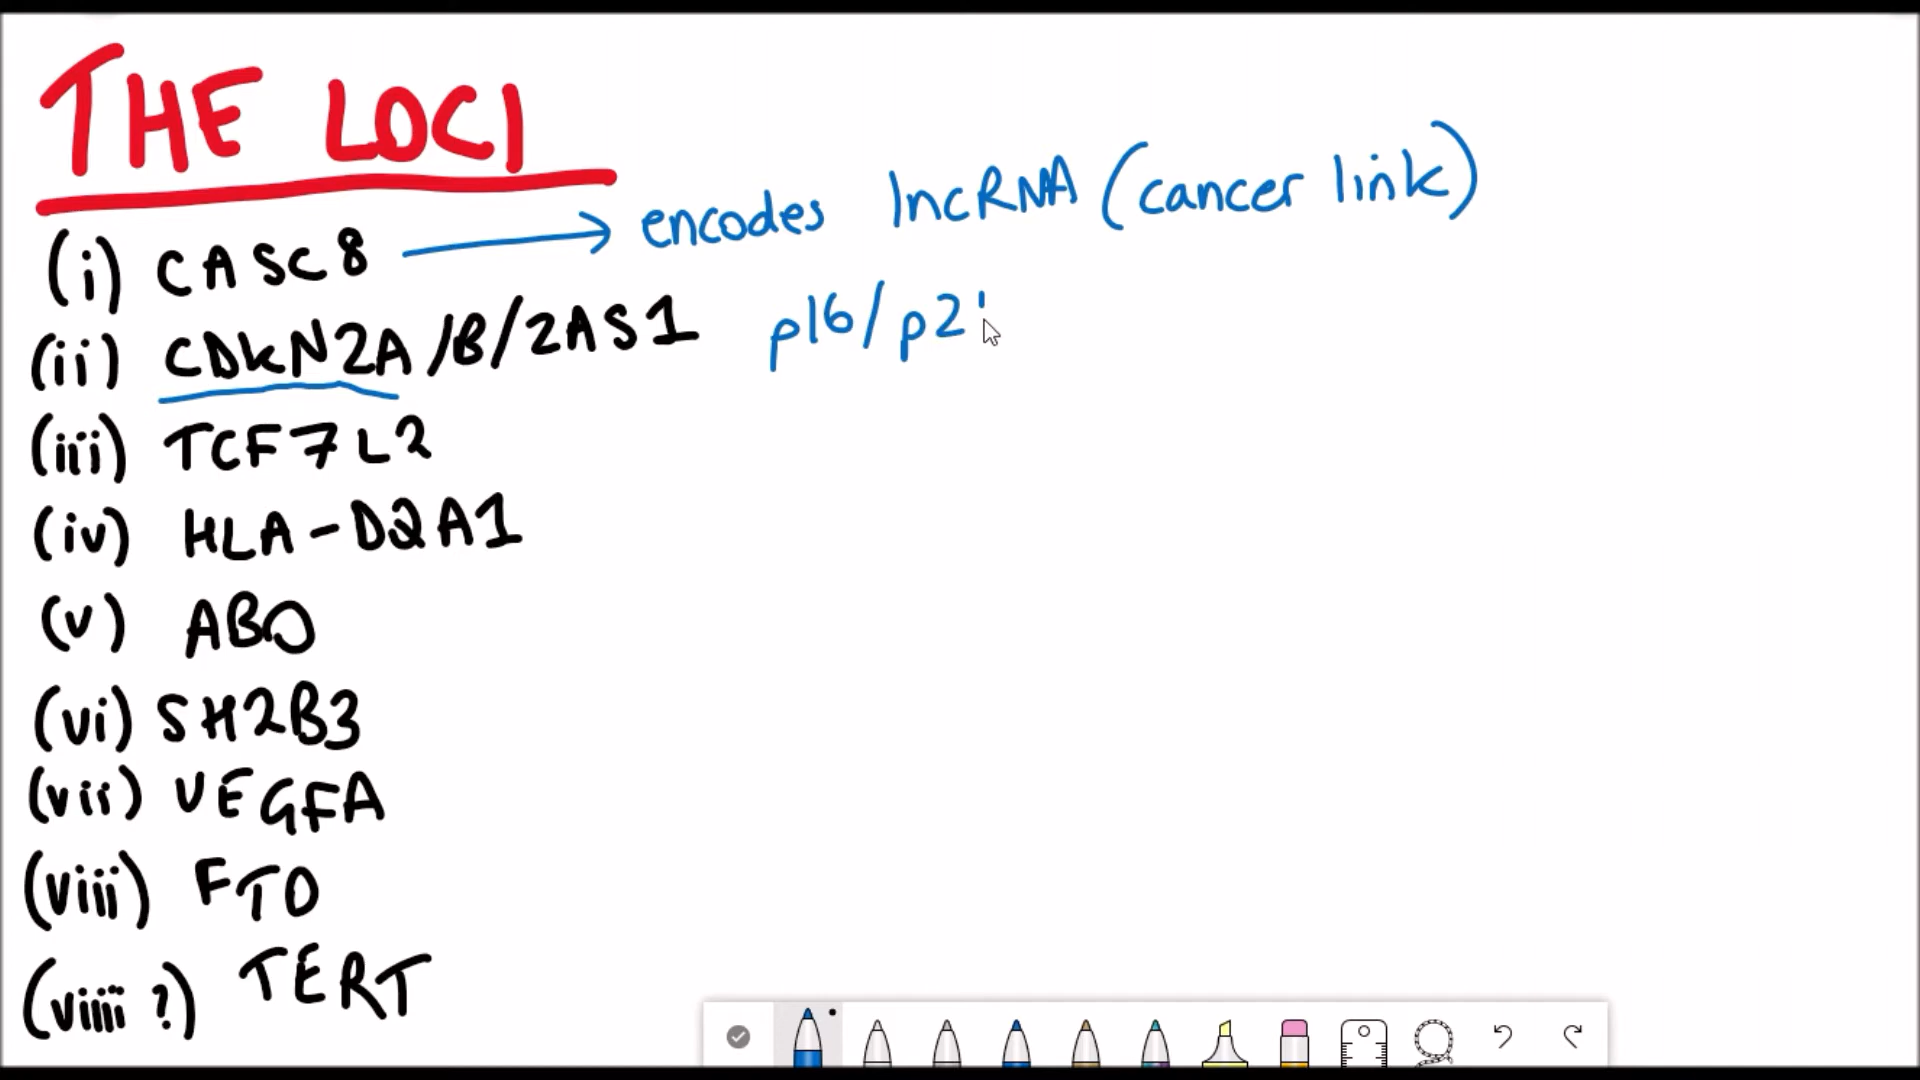 THE LOCI
(i) CASC8 → encodes lncRNA (cancer link)
(ii) CDKN2A/B/2AS1 p16/p2'
(iii) TCF7L2
(iv) HLA-DQA1
(v) ABO
(vi) SH2B3
(vii) VEGFA
(viii) FTO
(viiii ?) TERT